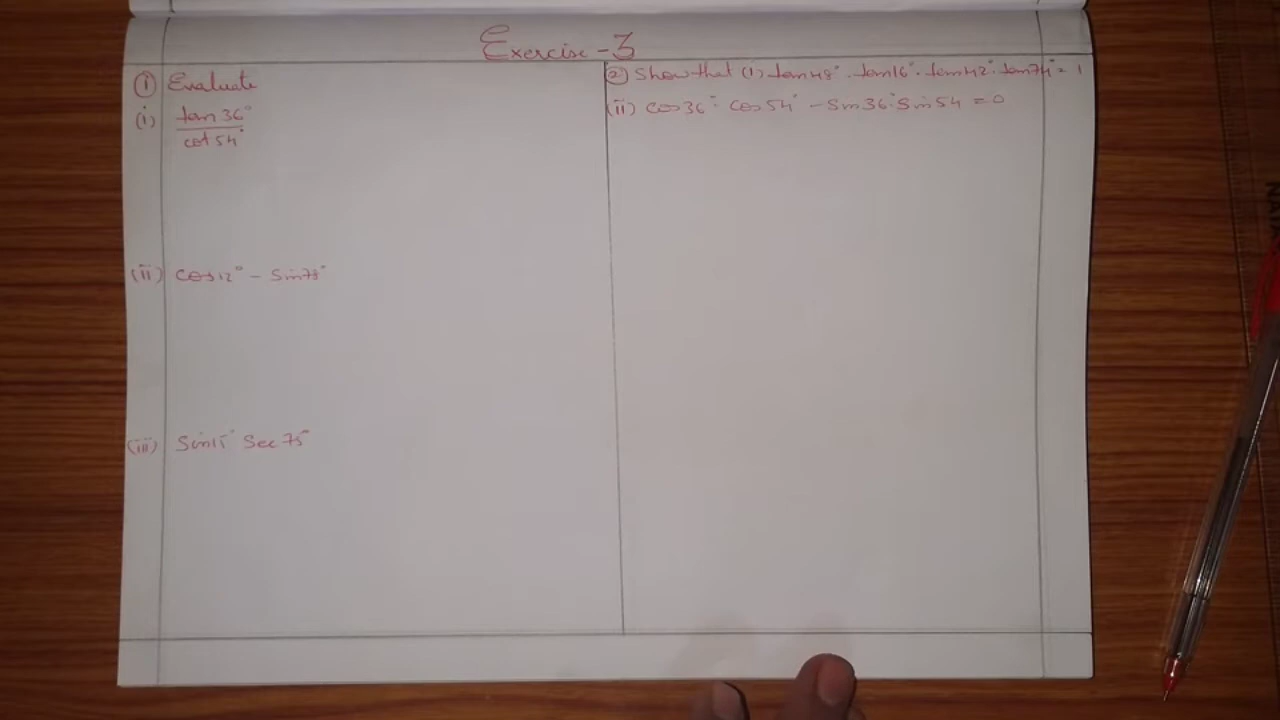 Exercise-3
① Evaluate
(i) tan 36° / cot 54°
(ii) cos 12° - Sin 78°
(iii) Sin 15° Sec 75°
② Show that (i) tan 48° · tan 16° · tan 42° · tan 74° = 1
(ii) cos 36° · cos 54° - Sin 36° · Sin 54 = 0